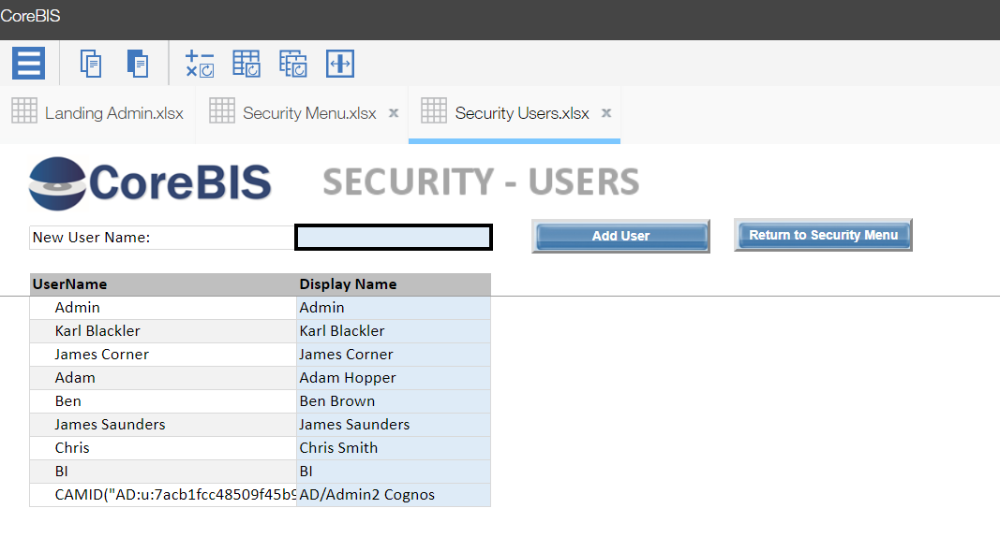 CoreBIS
Landing Admin.xlsx Security Menu.xlsx Security Users.xlsx
CoreBIS SECURITY - USERS
New User Name: Add User Return to Security Menu
UserName Display Name
Admin Admin
Karl Blackler Karl Blackler
James Corner James Corner
Adam Adam Hopper
Ben Ben Brown
James Saunders James Saunders
Chris Chris Smith
BI BI
CAMID("AD:u:7acb1fcc48509f45b9 AD/Admin2 Cognos